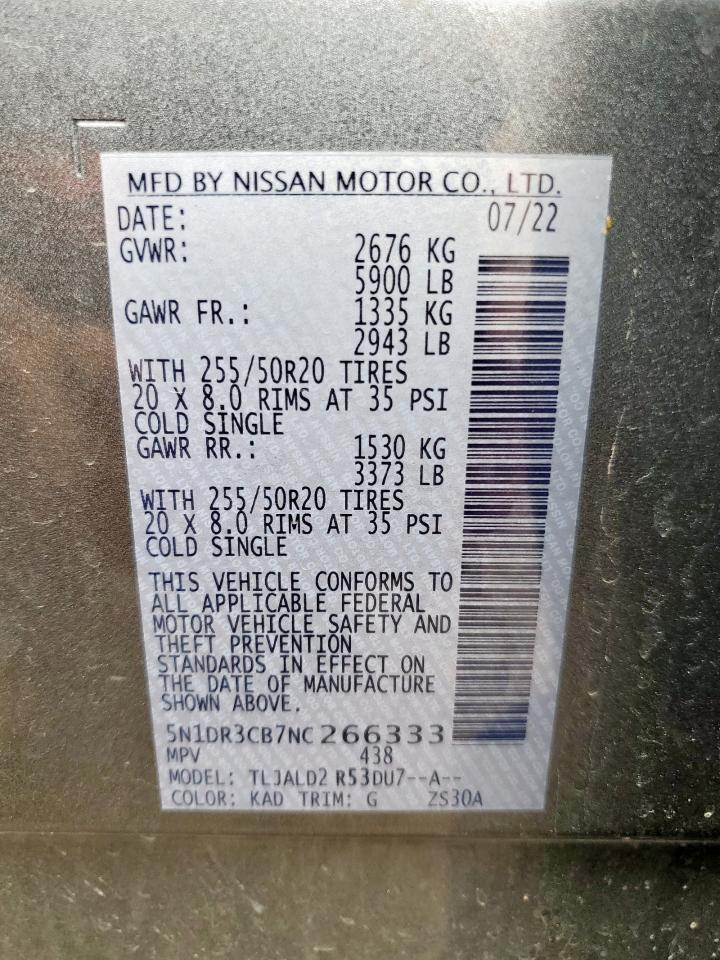 MFD BY NISSAN MOTOR CO., LTD.
DATE: 07/22
GVWR: 2676 KG
5900 LB
GAWR FR.: 1335 KG
2943 LB
WITH 255/50R20 TIRES
20 X 8.0 RIMS AT 35 PSI
COLD SINGLE
GAWR RR.: 1530 KG
3373 LB
WITH 255/50R20 TIRES
20 X 8.0 RIMS AT 35 PSI
COLD SINGLE
THIS VEHICLE CONFORMS TO
ALL APPLICABLE FEDERAL
MOTOR VEHICLE SAFETY AND
THEFT PREVENTION
STANDARDS IN EFFECT ON
THE DATE OF MANUFACTURE
SHOWN ABOVE.
5N1DR3CB7NC266333
MPV 438
MODEL: TLJALD2 R53DU7--A--
COLOR: KAD TRIM: G ZS30A